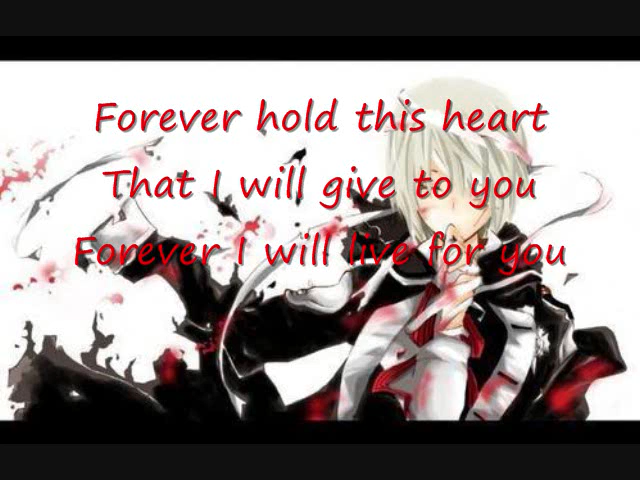 Forever hold this heart
That I will give to you
Forever I will live for you